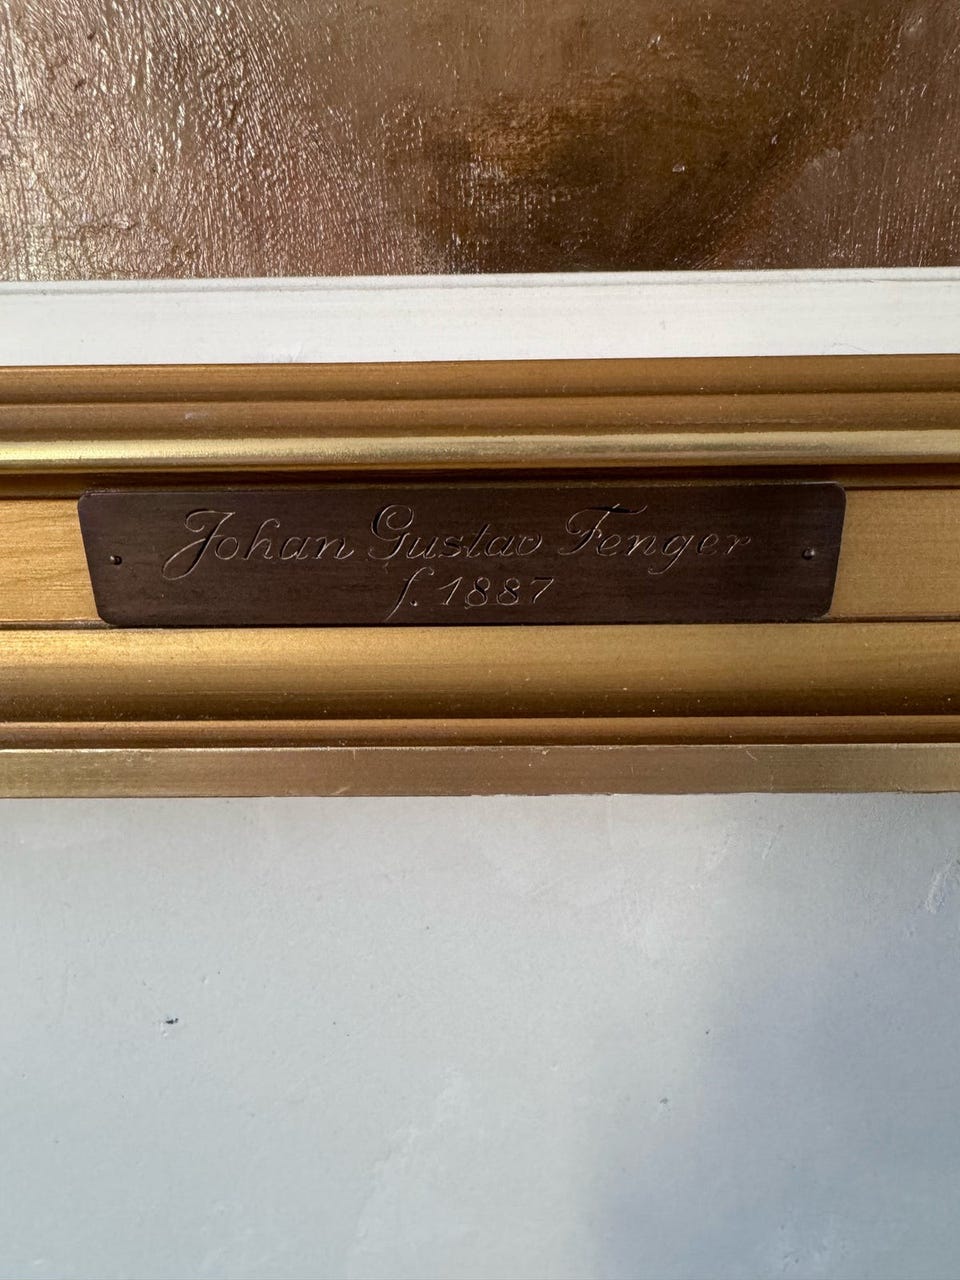 Johan Gustav Fenger
f. 1887